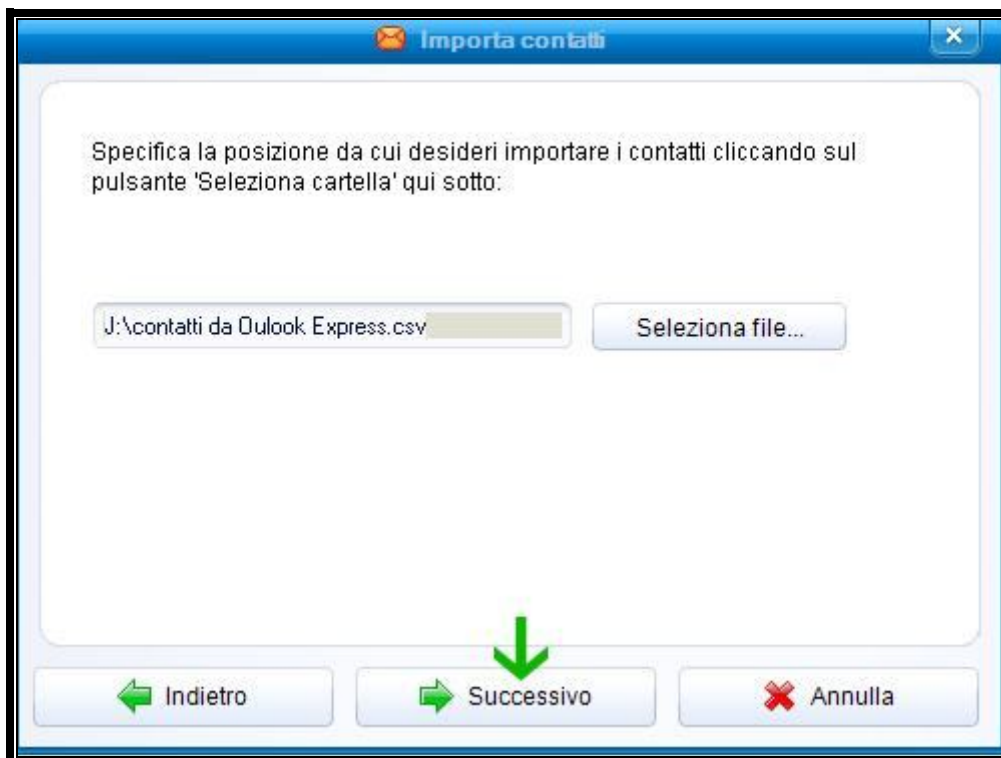 Importa contatti
Specifica la posizione da cui desideri importare i contatti cliccando sul
pulsante 'Seleziona cartella' qui sotto:
J:\contatti da Oulook Express.csv
Seleziona file...
Indietro
Successivo
Annulla